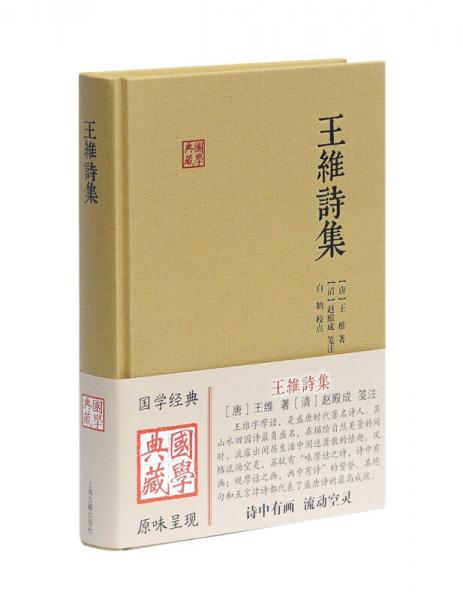 王維詩集
國學
典藏
上海古籍出版社
國學
典藏
王維詩集
【唐】王 维 著
【清】赵殿成 笺注
白 鹤 校点
国学经典
國學
典藏
原味呈现
王維詩集
[唐]王维 著 [清]赵殿成 笺注
王维字摩诘，是盛唐时代著名诗人，其
山水田园诗最负盛名，在描绘自然美景的同
时，流露出闲居生活中闲逸萧散的情趣，风
格流动空灵，苏轼有“味摩诘之诗，诗中有
画；观摩诘之画，画中有诗”的赞誉。其绝
句和五言律诗都代表了盛唐诗的最高成就。
诗中有画 流动空灵